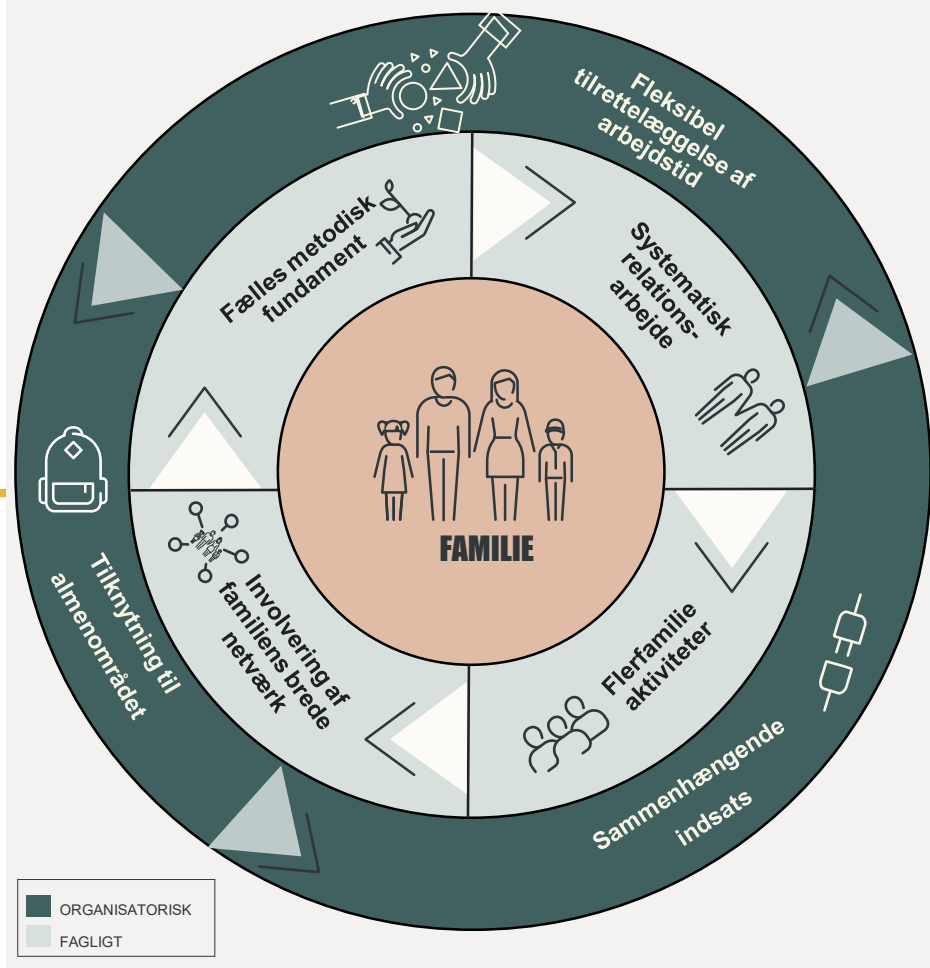 Fleksibel
tilrettelæggelse af
arbejdstid
Fælles metodisk
fundament
Systematisk
relations-
arbejde
FAMILIE
Tilknytning til
almenområdet
Involvering af
familiens brede
netværk
Flerfamilie
aktiviteter
Sammenhængende
indsats
ORGANISATORISK
FAGLIGT